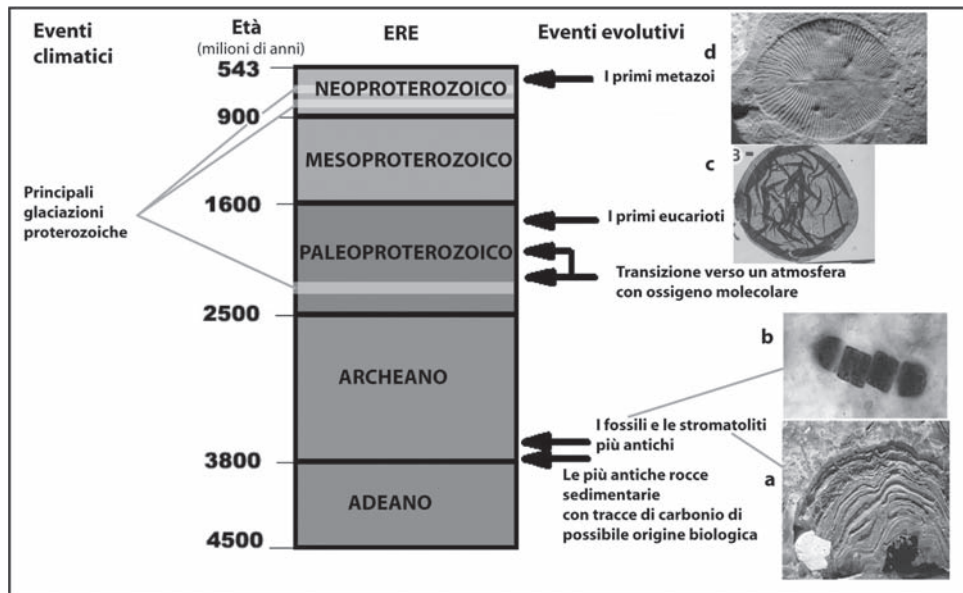 Eventi
climatici
Età
(milioni di anni)
ERE
Eventi evolutivi
543
NEOPROTEROZOICO
I primi metazoi
d
900
MESOPROTEROZOICO
3
c
Principali
glaciazioni
proterozoiche
1600
I primi eucarioti
PALEOPROTEROZOICO
Transizione verso un atmosfera
con ossigeno molecolare
2500
b
ARCHEANO
I fossili e le stromatoliti
più antichi
3800
a
Le più antiche rocce
sedimentarie
con tracce di carbonio di
possibile origine biologica
ADEANO
4500